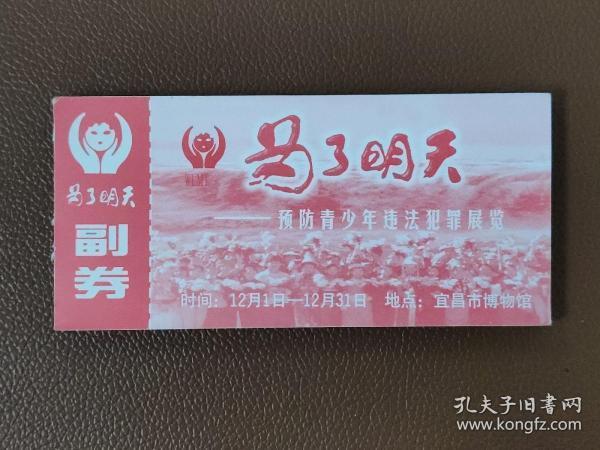 为了明天
副
券
WLMT
为了明天
——预防青少年违法犯罪展览
时间：12月1日—12月31日 地点：宜昌市博物馆
孔夫子旧书网
www.kongfz.com